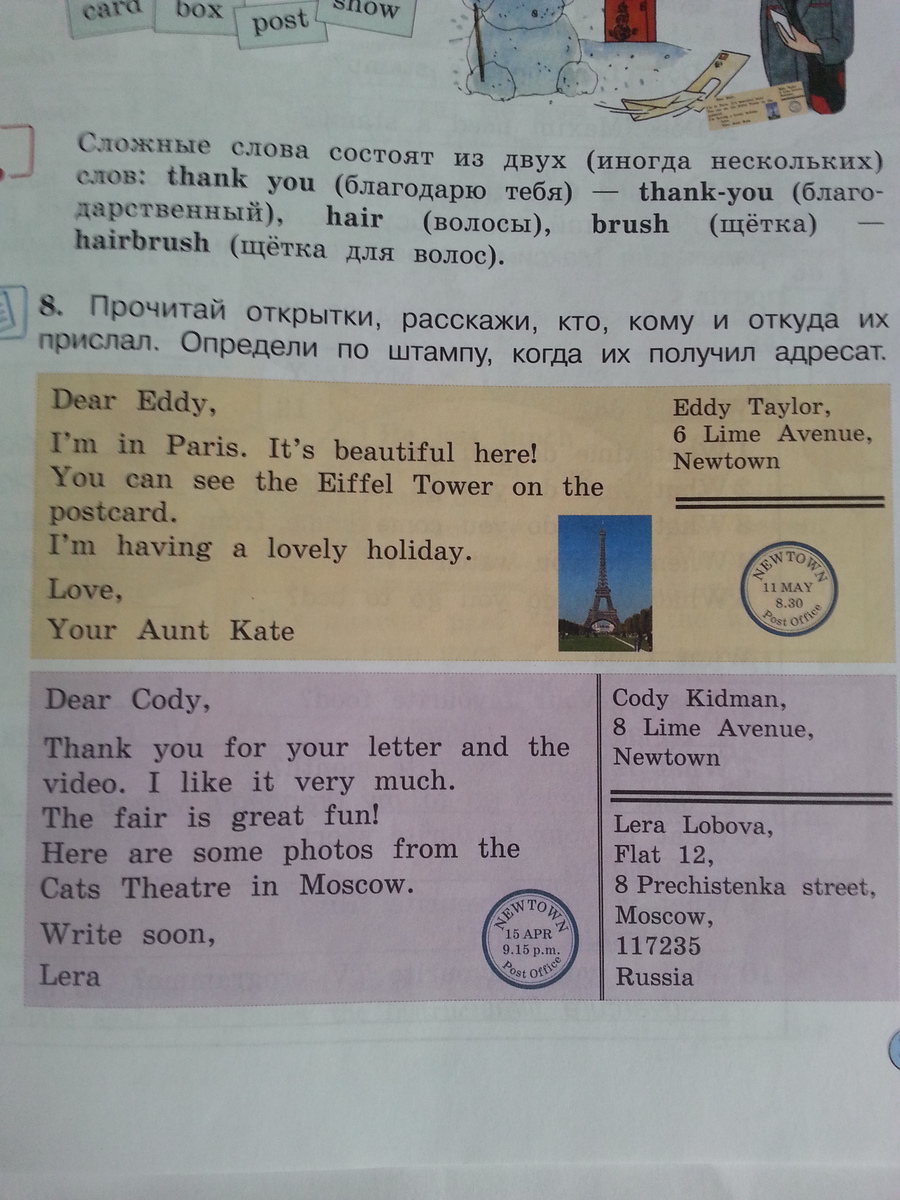 card
box
post
snow
Сложные слова состоят из двух (иногда нескольких)
слов: thank you (благодарю тебя) — thank-you (благо-
дарственный), hair (волосы), brush (щётка) —
hairbrush (щётка для волос).
8. Прочитай открытки, расскажи, кто, кому и откуда их
прислал. Определи по штампу, когда их получил адресат.
Dear Eddy,
I'm in Paris. It's beautiful here!
You can see the Eiffel Tower on the
postcard.
I'm having a lovely holiday.
Love,
Your Aunt Kate
Eddy Taylor,
6 Lime Avenue,
Newtown
NEWTOWN
11 MAY
8.30
Post Office
Dear Cody,
Thank you for your letter and the
video. I like it very much.
The fair is great fun!
Here are some photos from the
Cats Theatre in Moscow.
Write soon,
Lera
NEWTOWN
15 APR
9.15 p.m.
Post Office
Cody Kidman,
8 Lime Avenue,
Newtown
Lera Lobova,
Flat 12,
8 Prechistenka street,
Moscow,
117235
Russia